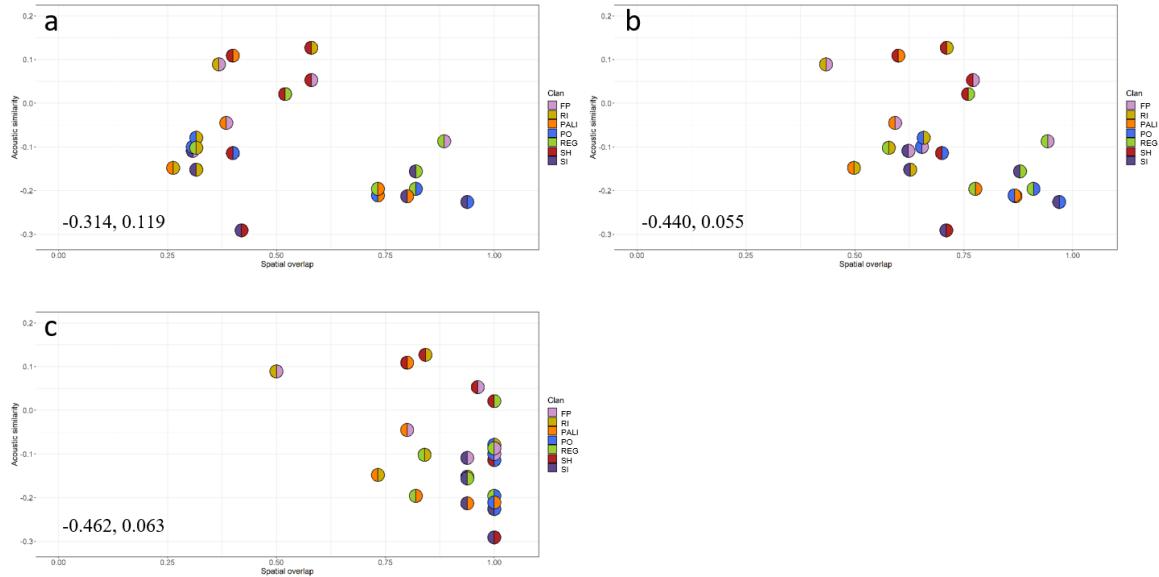 a
0.2
0.1
0.0
-0.1
-0.2
-0.3
Acoustic similarity
-0.314, 0.119
0.00
0.25
0.50
0.75
1.00
Spatial overlap
Clan
FP
RI
PALI
PO
REG
SH
SI
b
0.2
0.1
0.0
-0.1
-0.2
-0.3
Acoustic similarity
-0.440, 0.055
0.00
0.25
0.50
0.75
1.00
Spatial overlap
Clan
FP
RI
PALI
PO
REG
SH
SI
c
0.2
0.1
0.0
-0.1
-0.2
-0.3
Acoustic similarity
-0.462, 0.063
0.00
0.25
0.50
0.75
1.00
Spatial overlap
Clan
FP
RI
PALI
PO
REG
SH
SI